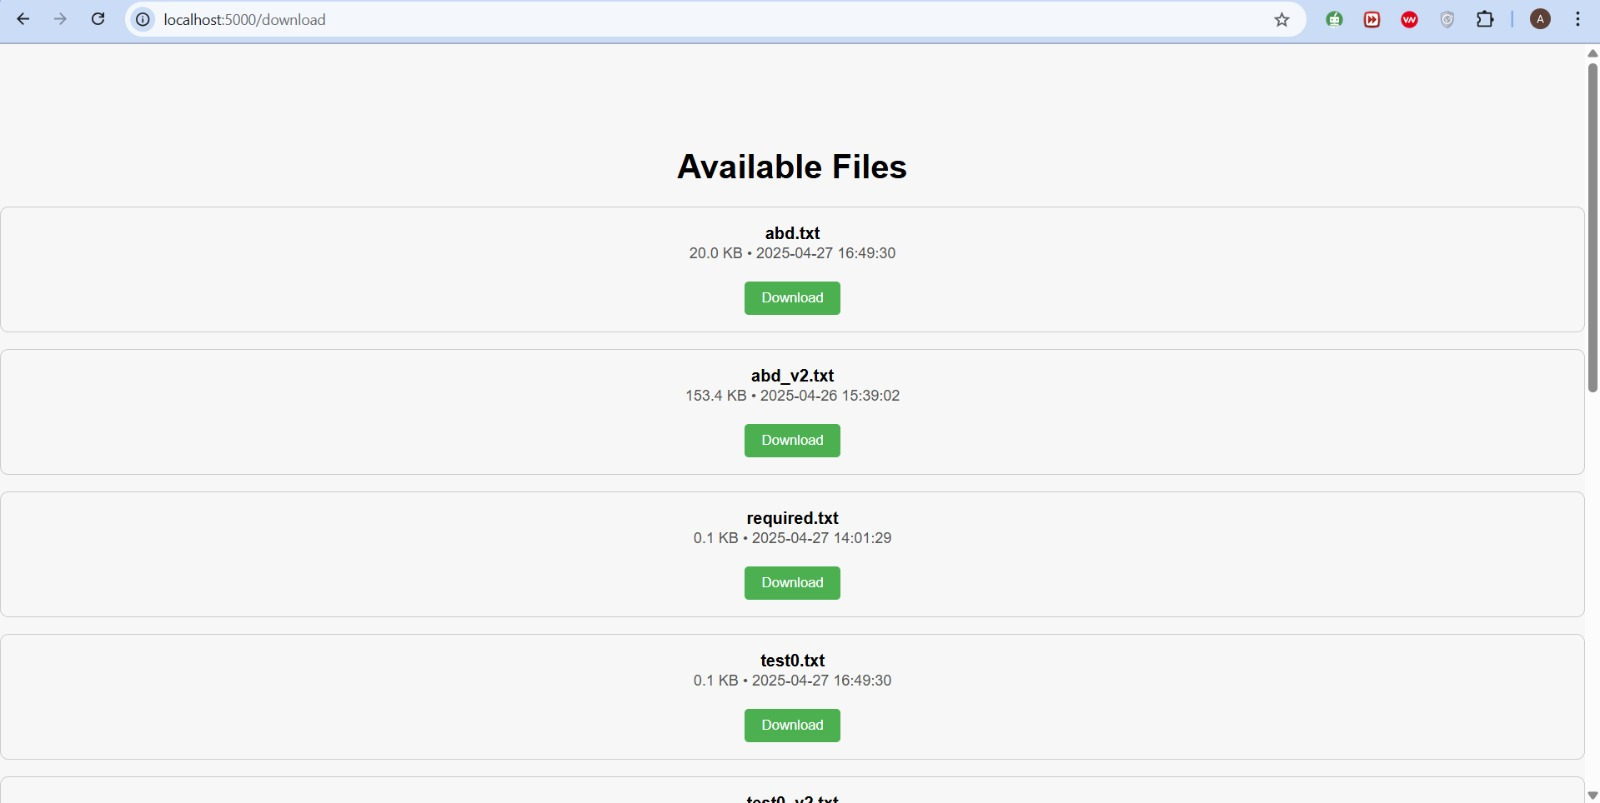 localhost:5000/download
A
Available Files
abd.txt
20.0 KB • 2025-04-27 16:49:30
Download
abd_v2.txt
153.4 KB • 2025-04-26 15:39:02
Download
required.txt
0.1 KB • 2025-04-27 14:01:29
Download
test0.txt
0.1 KB • 2025-04-27 16:49:30
Download
test0_v2.txt